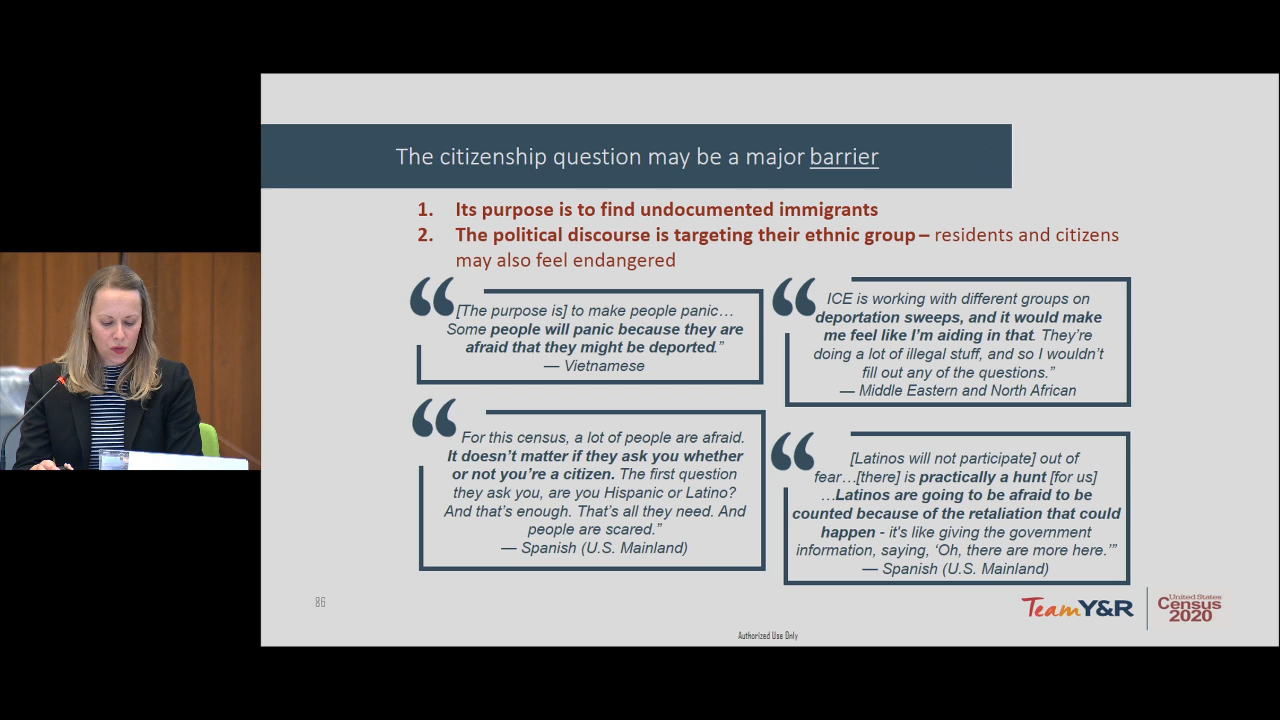 The citizenship question may be a major barrier
1. Its purpose is to find undocumented immigrants
2. The political discourse is targeting their ethnic group – residents and citizens
may also feel endangered
“ [The purpose is] to make people panic…
Some people will panic because they are
afraid that they might be deported.”
— Vietnamese
“ ICE is working with different groups on
deportation sweeps, and it would make
me feel like I’m aiding in that. They’re
doing a lot of illegal stuff, and so I wouldn’t
fill out any of the questions.”
— Middle Eastern and North African
“ For this census, a lot of people are afraid.
It doesn’t matter if they ask you whether
or not you’re a citizen. The first question
they ask you, are you Hispanic or Latino?
And that’s enough. That’s all they need. And
people are scared.”
— Spanish (U.S. Mainland)
“ [Latinos will not participate] out of
fear…[there] is practically a hunt [for us]
…Latinos are going to be afraid to be
counted because of the retaliation that could
happen - it's like giving the government
information, saying, ‘Oh, there are more here.’”
— Spanish (U.S. Mainland)
86
TeamY&R
United States
Census
2020
Authorized Use Only